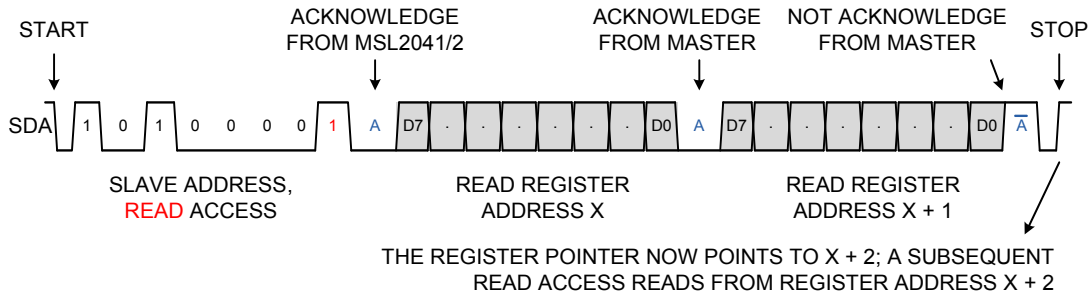 START
ACKNOWLEDGE
FROM MSL2041/2
ACKNOWLEDGE
FROM MASTER
NOT ACKNOWLEDGE
FROM MASTER
STOP
SDA 1 0 1 0 0 0 0 1 A D7 . . . . . . D0 A D7 . . . . . . D0 A̅
SLAVE ADDRESS,
READ ACCESS
READ REGISTER
ADDRESS X
READ REGISTER
ADDRESS X + 1
THE REGISTER POINTER NOW POINTS TO X + 2; A SUBSEQUENT
READ ACCESS READS FROM REGISTER ADDRESS X + 2